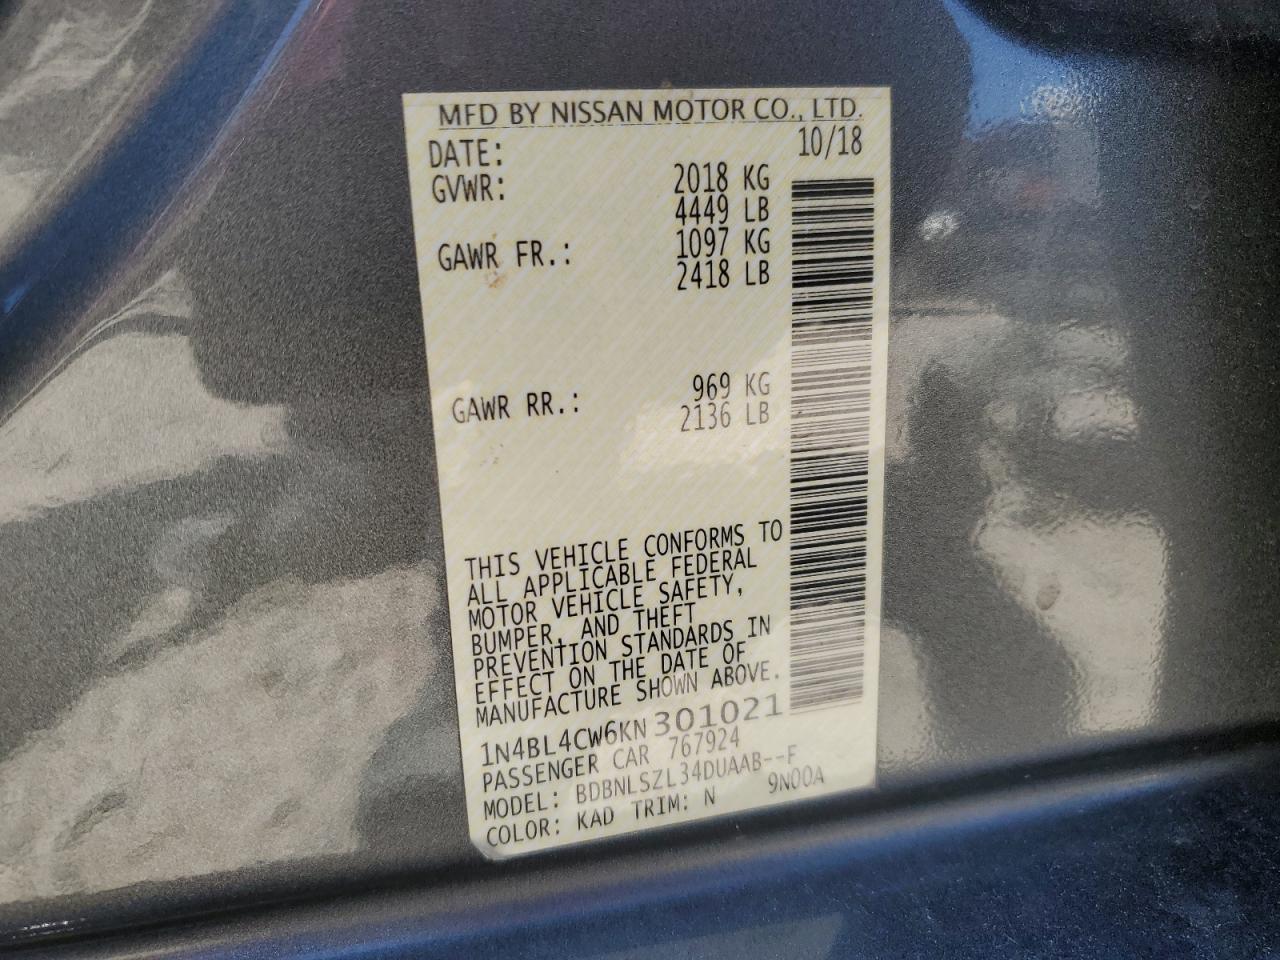 MFD BY NISSAN MOTOR CO., LTD.
DATE: 10/18
GVWR: 2018 KG
4449 LB
GAWR FR.: 1097 KG
2418 LB
GAWR RR.: 969 KG
2136 LB
THIS VEHICLE CONFORMS TO
ALL APPLICABLE FEDERAL
MOTOR VEHICLE SAFETY,
BUMPER, AND THEFT
PREVENTION STANDARDS IN
EFFECT ON THE DATE OF
MANUFACTURE SHOWN ABOVE.
1N4BL4CW6KN301021
PASSENGER CAR 767924
MODEL: BDBNLSZL34DUAAB--F
COLOR: KAD TRIM: N 9N00A